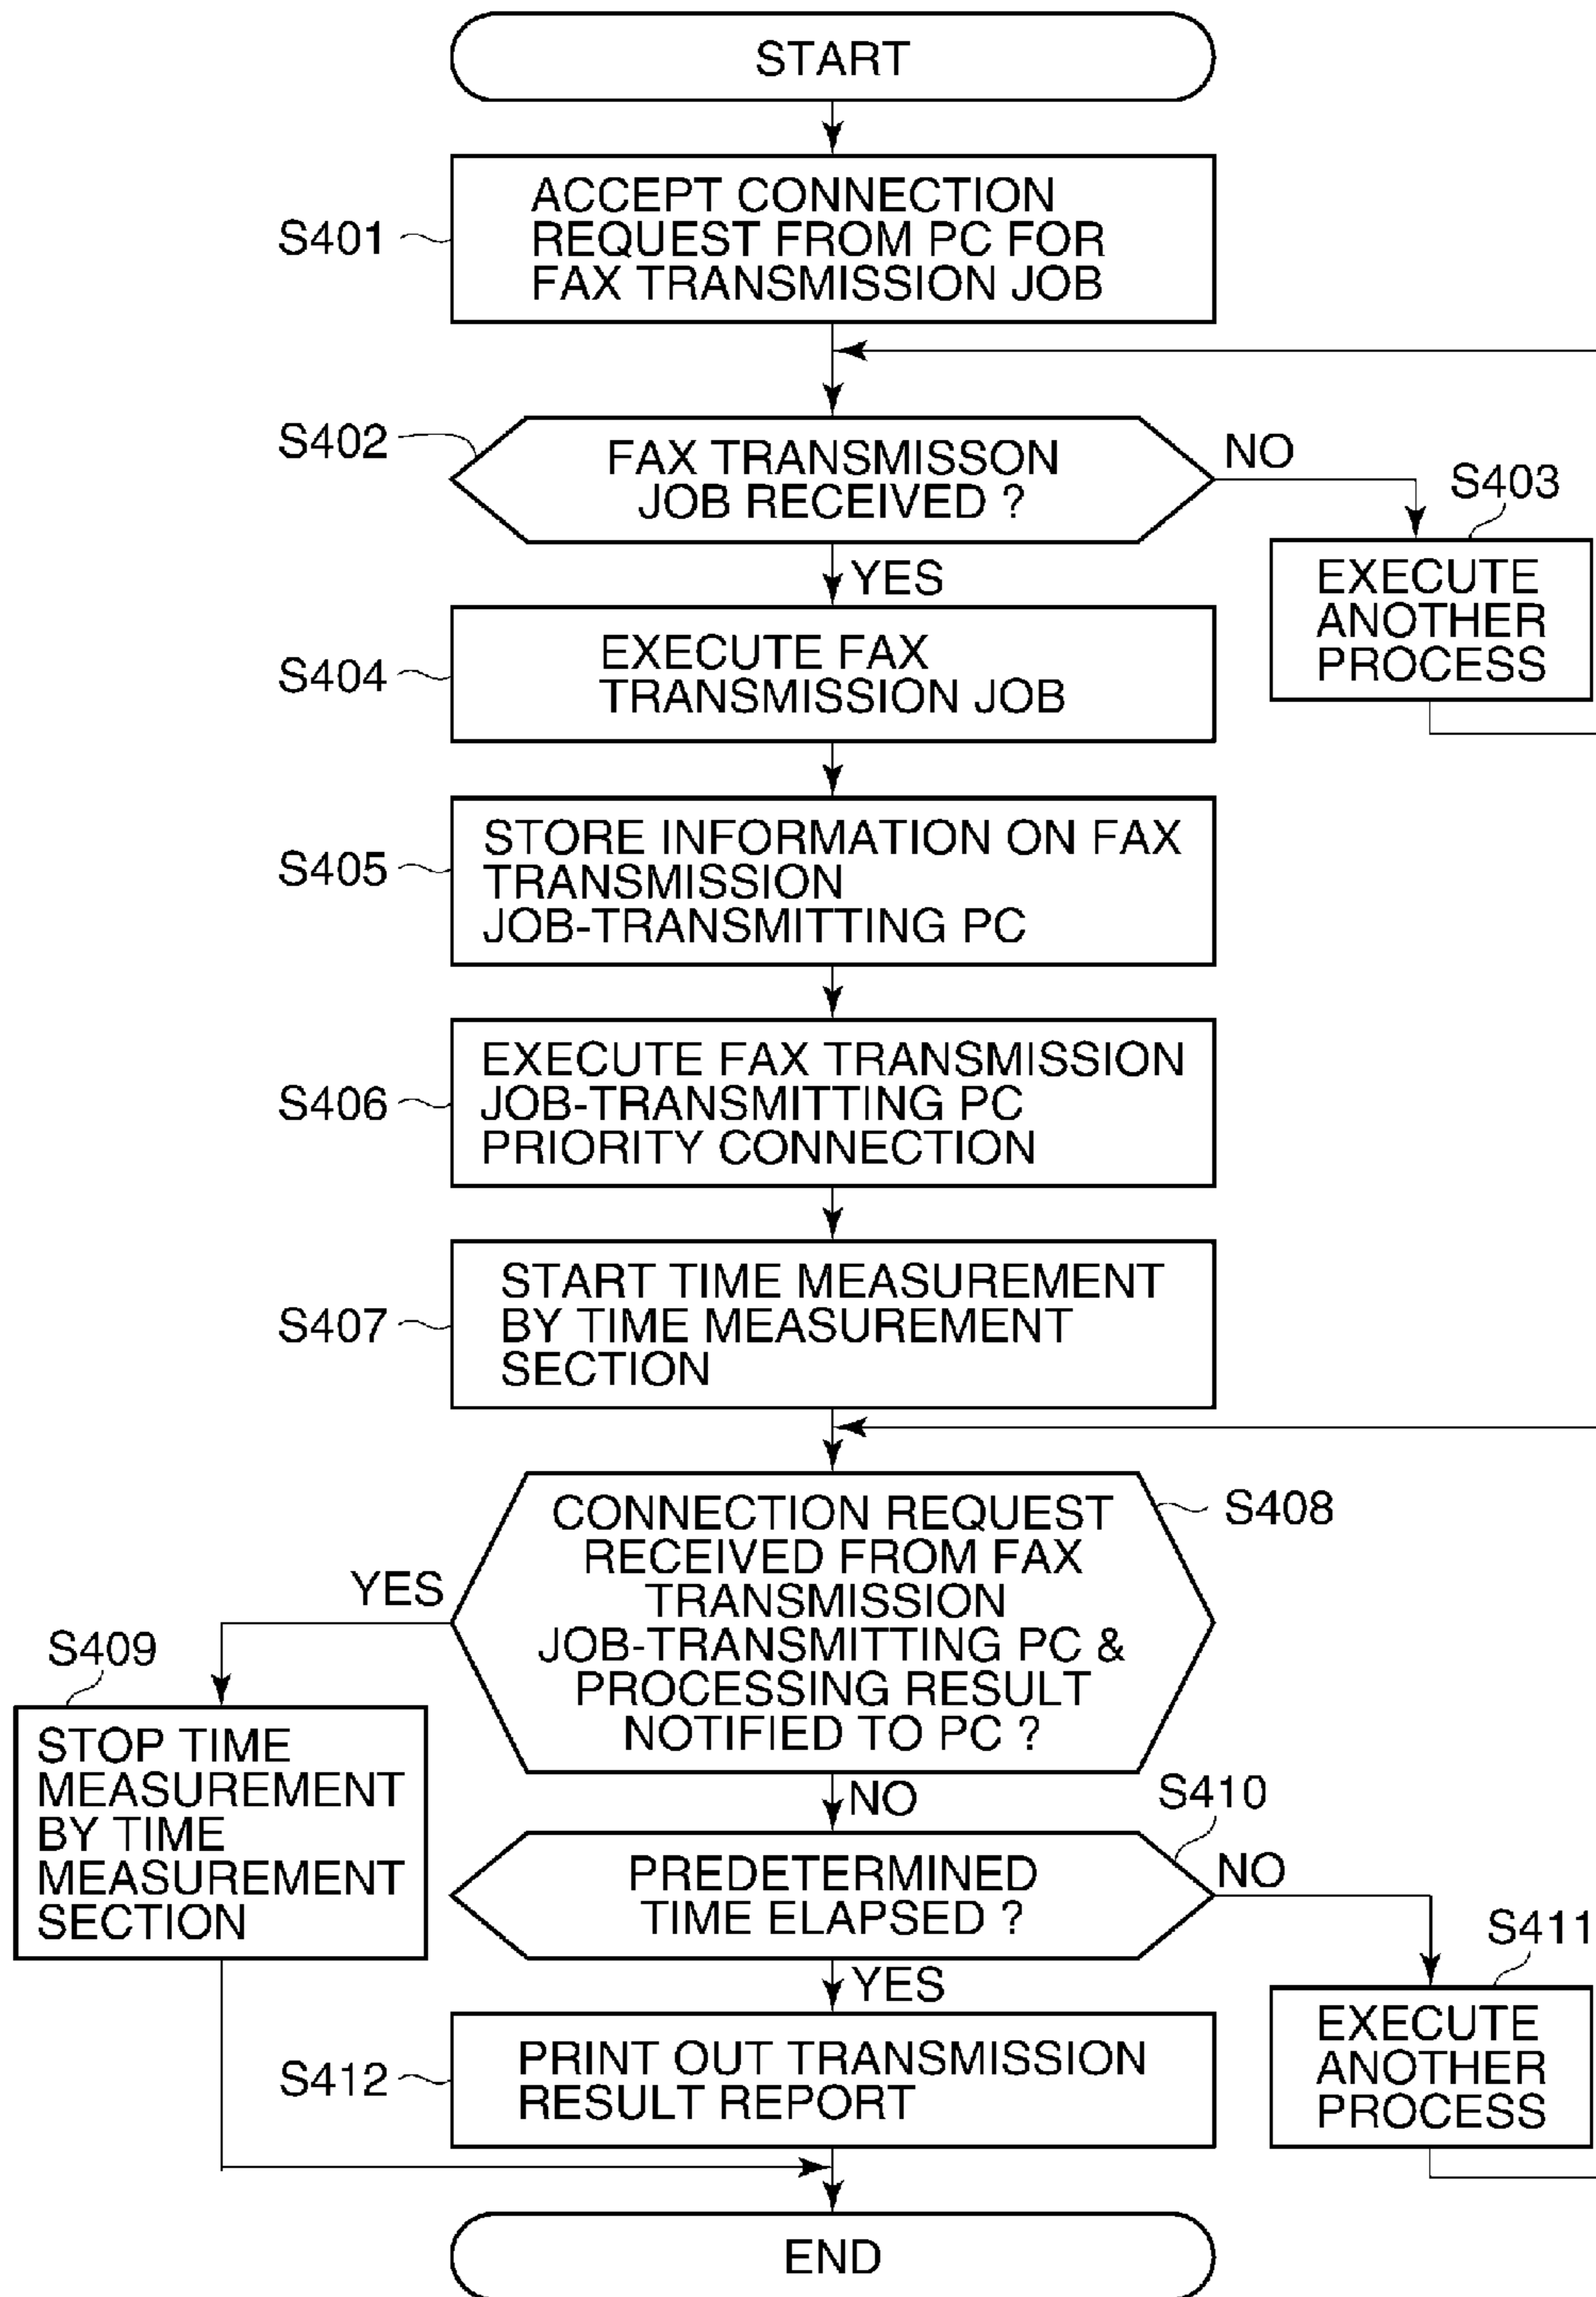 START
S401
ACCEPT CONNECTION
REQUEST FROM PC FOR
FAX TRANSMISSION JOB
S402
FAX TRANSMISSON
JOB RECEIVED ?
NO
S403
EXECUTE
ANOTHER
PROCESS
YES
S404
EXECUTE FAX
TRANSMISSION JOB
S405
STORE INFORMATION ON FAX
TRANSMISSION
JOB-TRANSMITTING PC
S406
EXECUTE FAX TRANSMISSION
JOB-TRANSMITTING PC
PRIORITY CONNECTION
S407
START TIME MEASUREMENT
BY TIME MEASUREMENT
SECTION
S408
CONNECTION REQUEST
RECEIVED FROM FAX
TRANSMISSION
JOB-TRANSMITTING PC &
PROCESSING RESULT
NOTIFIED TO PC ?
YES
S409
STOP TIME
MEASUREMENT
BY TIME
MEASUREMENT
SECTION
NO
S410
PREDETERMINED
TIME ELAPSED ?
NO
S411
EXECUTE
ANOTHER
PROCESS
YES
S412
PRINT OUT TRANSMISSION
RESULT REPORT
END